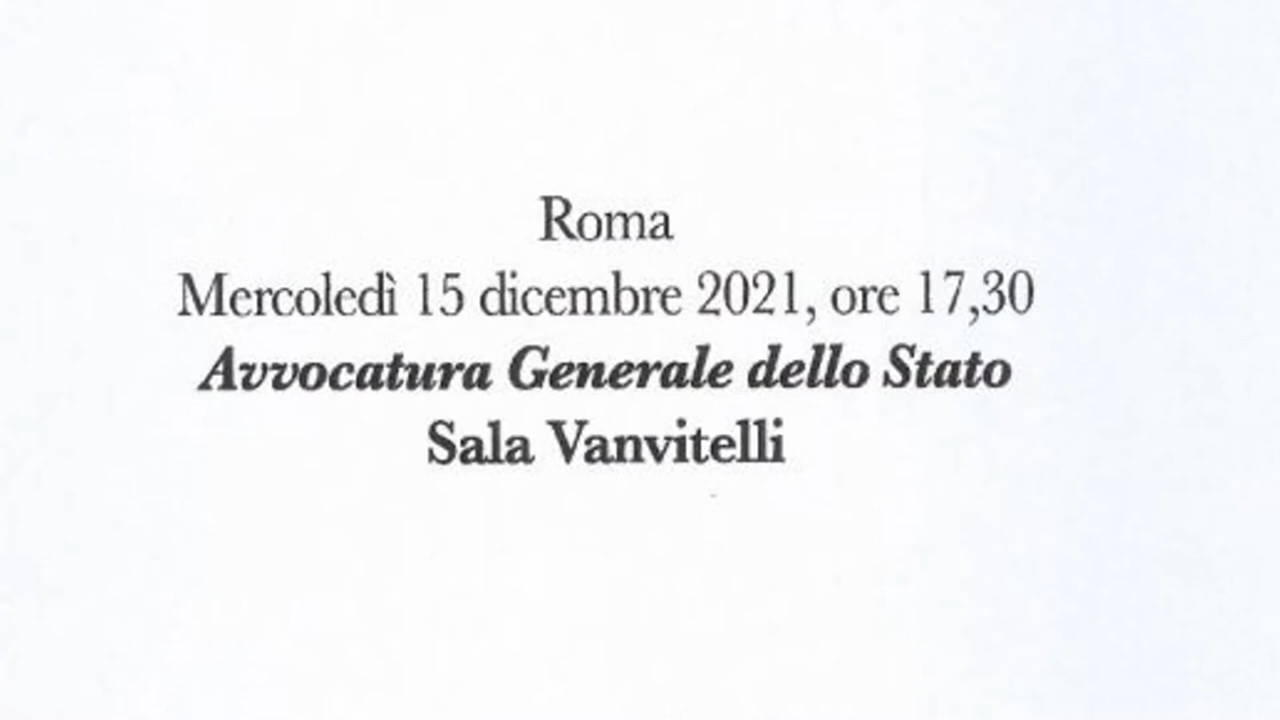 Roma
Mercoledì 15 dicembre 2021, ore 17,30
Avvocatura Generale dello Stato
Sala Vanvitelli